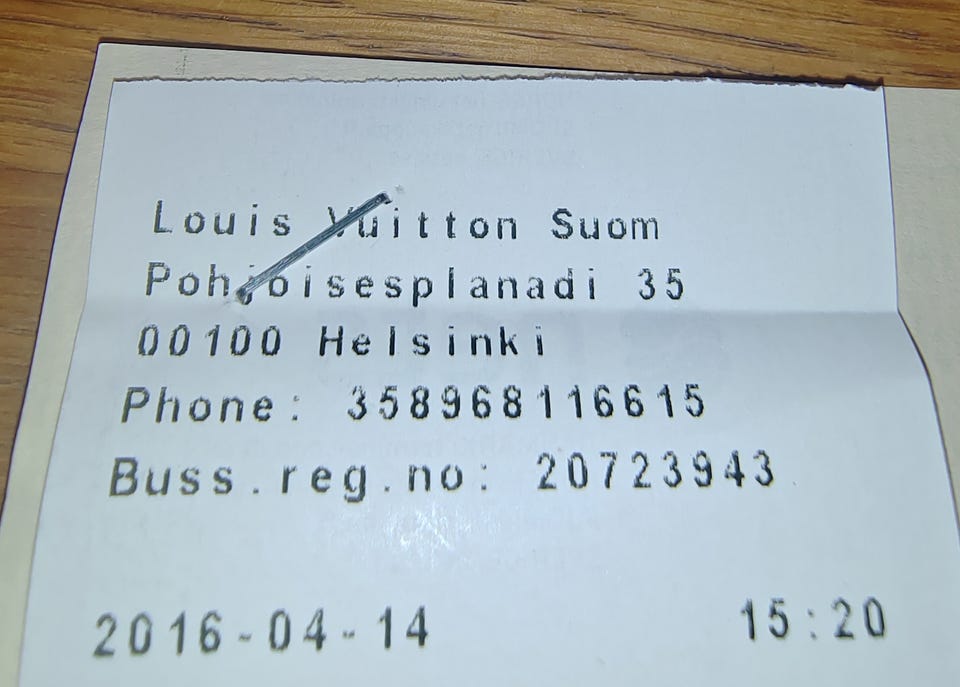 Louis Vuitton Suom
Pohjoisesplanadi 35
00100 Helsinki
Phone: 358968116615
Buss.reg.no: 20723943
2016-04-14 15:20